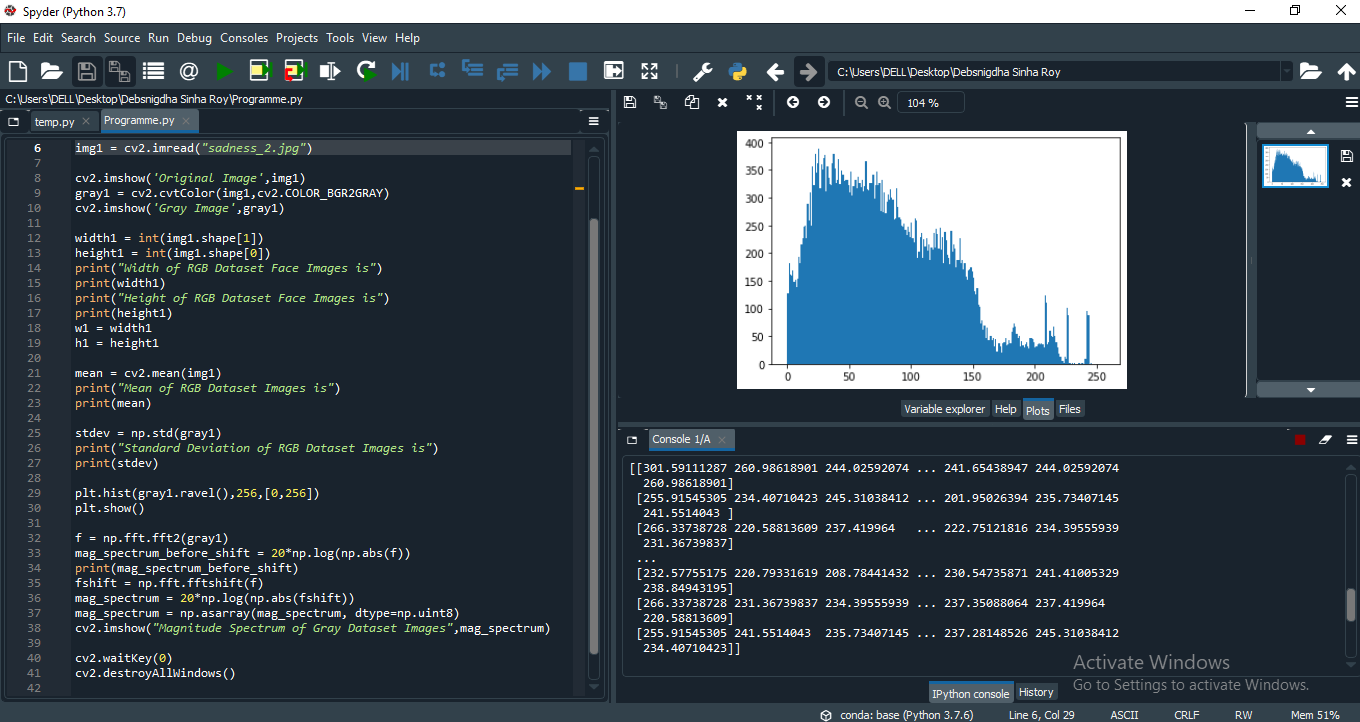 Spyder (Python 3.7)
File Edit Search Source Run Debug Consoles Projects Tools View Help
C:\Users\DELL\Desktop\Debsnigdha Sinha Roy
C:\Users\DELL\Desktop\Debsnigdha Sinha Roy\Programme.py
temp.py Programme.py
6 img1 = cv2.imread("sadness_2.jpg")
7
8 cv2.imshow('Original Image',img1)
9 gray1 = cv2.cvtColor(img1,cv2.COLOR_BGR2GRAY)
10 cv2.imshow('Gray Image',gray1)
11
12 width1 = int(img1.shape[1])
13 height1 = int(img1.shape[0])
14 print("Width of RGB Dataset Face Images is")
15 print(width1)
16 print("Height of RGB Dataset Face Images is")
17 print(height1)
18 w1 = width1
19 h1 = height1
20
21 mean = cv2.mean(img1)
22 print("Mean of RGB Dataset Images is")
23 print(mean)
24
25 stdev = np.std(gray1)
26 print("Standard Deviation of RGB Dataset Images is")
27 print(stdev)
28
29 plt.hist(gray1.ravel(),256,[0,256])
30 plt.show()
31
32 f = np.fft.fft2(gray1)
33 mag_spectrum_before_shift = 20*np.log(np.abs(f))
34 print(mag_spectrum_before_shift)
35 fshift = np.fft.fftshift(f)
36 mag_spectrum = 20*np.log(np.abs(fshift))
37 mag_spectrum = np.asarray(mag_spectrum, dtype=np.uint8)
38 cv2.imshow("Magnitude Spectrum of Gray Dataset Images",mag_spectrum)
39
40 cv2.waitKey(0)
41 cv2.destroyAllWindows()
42
104 %
400
350
300
250
200
150
100
50
0
0 50 100 150 200 250
Variable explorer Help Plots Files
Console 1/A
[[301.59111287 260.98618901 244.02592074 ... 241.65438947 244.02592074
260.98618901]
[255.91545305 234.40710423 245.31038412 ... 201.95026394 235.73407145
241.5514043 ]
[266.33738728 220.58813609 237.419964 ... 222.75121816 234.39555939
231.36739837]
...
[232.57755175 220.79331619 208.78441432 ... 230.54735871 241.41005329
238.84943195]
[266.33738728 231.36739837 234.39555939 ... 237.35088064 237.419964
220.58813609]
[255.91545305 241.5514043 235.73407145 ... 237.28148526 245.31038412
234.40710423]]
Activate Windows
Go to Settings to activate Windows.
IPython console History
conda: base (Python 3.7.6) Line 6, Col 29 ASCII CRLF RW Mem 51%